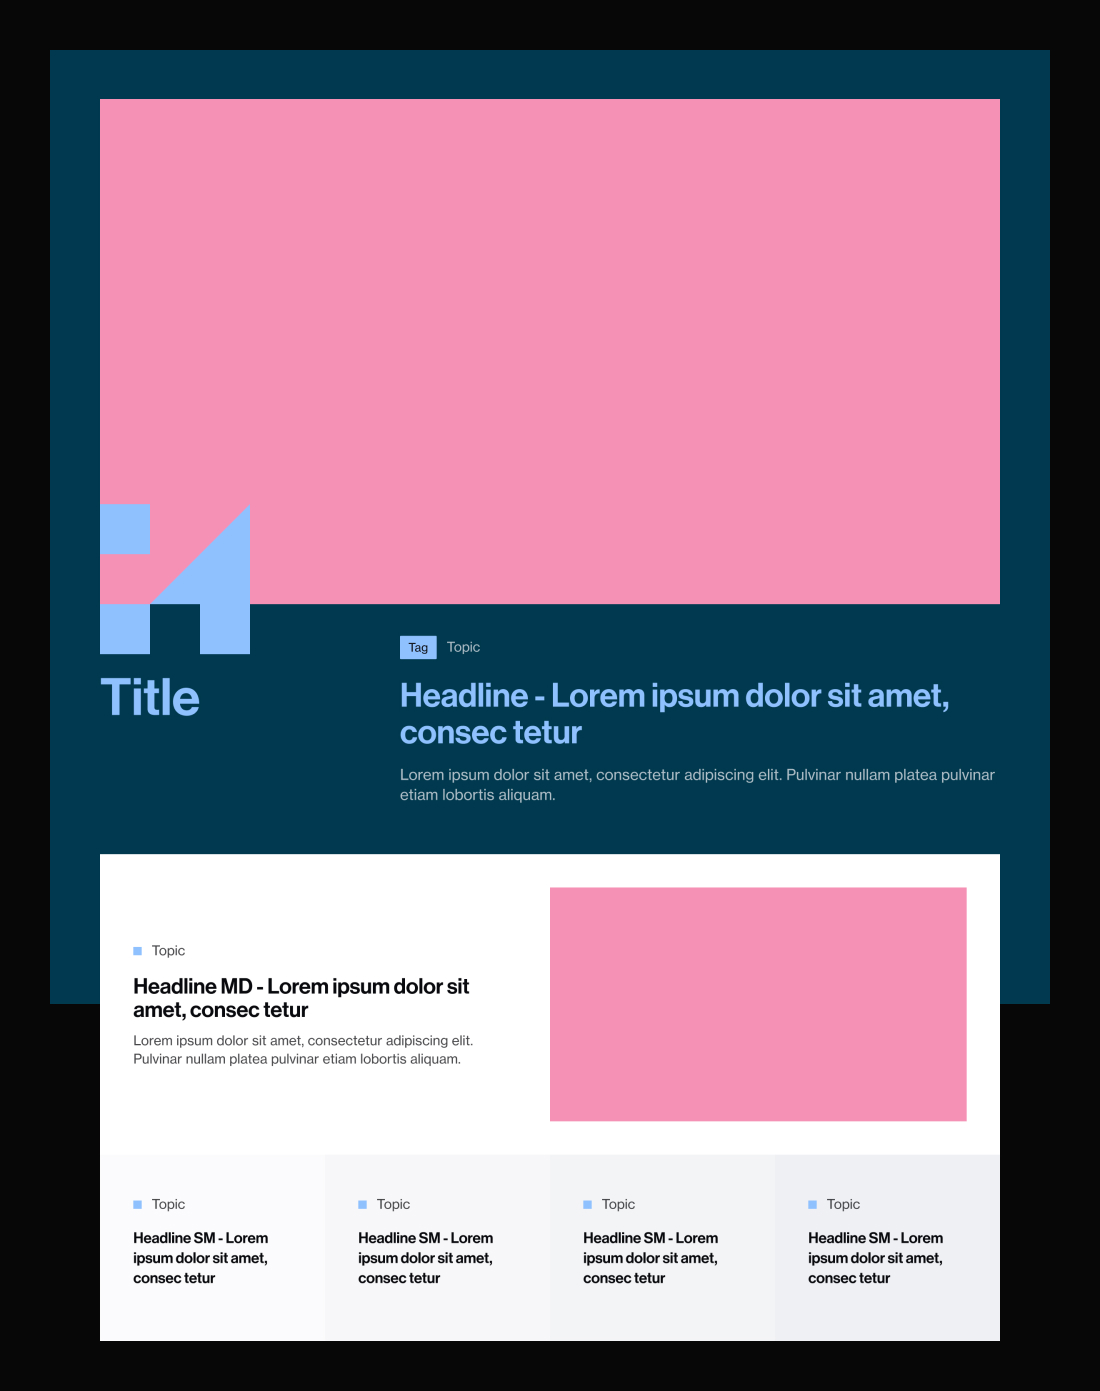 Title
Tag Topic
Headline - Lorem ipsum dolor sit amet,
consec tetur
Lorem ipsum dolor sit amet, consectetur adipiscing elit. Pulvinar nullam platea pulvinar
etiam lobortis aliquam.
Topic
Headline MD - Lorem ipsum dolor sit
amet, consec tetur
Lorem ipsum dolor sit amet, consectetur adipiscing elit.
Pulvinar nullam platea pulvinar etiam lobortis aliquam.
Topic
Headline SM - Lorem
ipsum dolor sit amet,
consec tetur
Topic
Headline SM - Lorem
ipsum dolor sit amet,
consec tetur
Topic
Headline SM - Lorem
ipsum dolor sit amet,
consec tetur
Topic
Headline SM - Lorem
ipsum dolor sit amet,
consec tetur